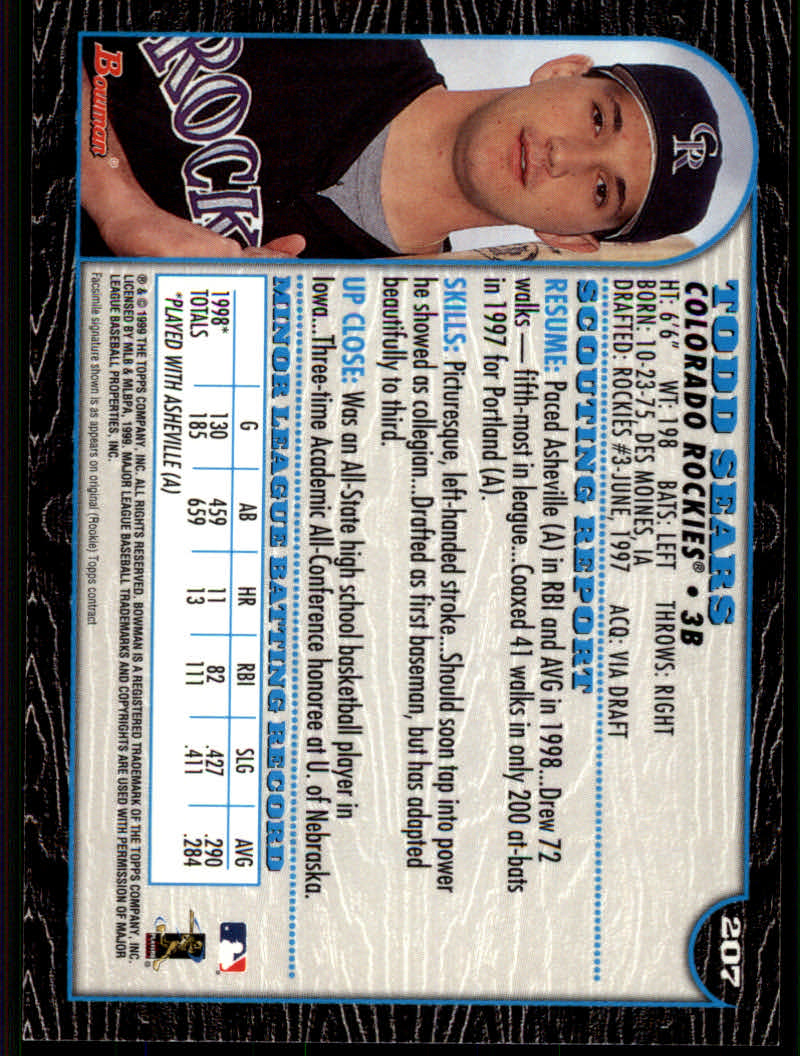 207
TODD SEARS
COLORADO ROCKIES® • 3B
HT: 6'6" WT: 198 BATS: LEFT THROWS: RIGHT
BORN: 10-23-75, DES MOINES, IA
DRAFTED: ROCKIES #3-JUNE, 1997 ACQ: VIA DRAFT
SCOUTING REPORT
RESUME: Paced Asheville (A) in RBI and AVG in 1998...Drew 72
walks — fifth-most in league...Coaxed 41 walks in only 200 at-bats
in 1997 for Portland (A).
SKILLS: Picturesque, left-handed stroke...Should soon tap into power
he showed as collegian...Drafted as first baseman, but has adapted
beautifully to third.
UP CLOSE: Was an All-State high school basketball player in
Iowa...Three-time Academic All-Conference honoree at U. of Nebraska.
MINOR LEAGUE BATTING RECORD
G AB HR RBI SLG AVG
1998* 130 459 11 82 .427 .290
TOTALS 185 659 13 111 .411 .284
*PLAYED WITH ASHEVILLE (A)
® & © 1999 THE TOPPS COMPANY, INC. ALL RIGHTS RESERVED. BOWMAN IS A REGISTERED TRADEMARK OF THE TOPPS COMPANY, INC.
LICENSED BY MLB & MLBPA, 1999. MAJOR LEAGUE BASEBALL TRADEMARKS AND COPYRIGHTS ARE USED WITH PERMISSION OF MAJOR
LEAGUE BASEBALL PROPERTIES, INC.
Facsimile signature shown is as appears on original (Rookie) Topps contract
Bowman®
ROCK
CR